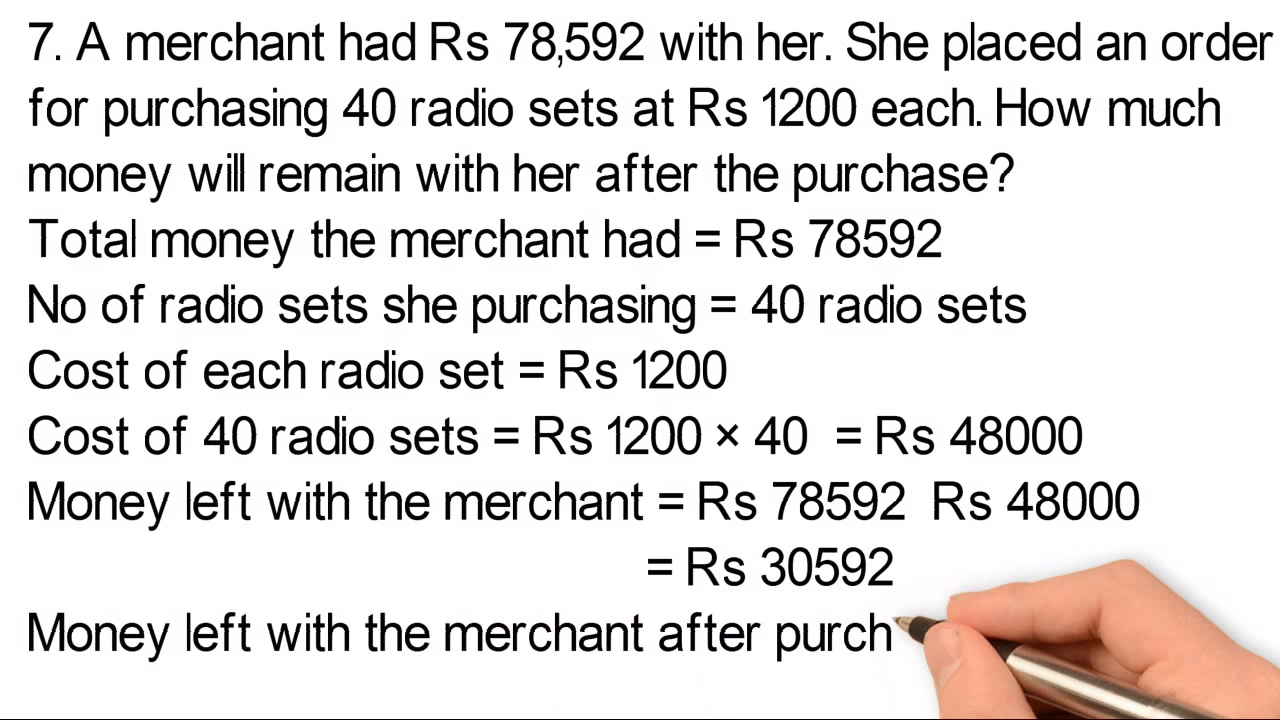 7. A merchant had Rs 78,592 with her. She placed an order
for purchasing 40 radio sets at Rs 1200 each. How much
money will remain with her after the purchase?
Total money the merchant had = Rs 78592
No of radio sets she purchasing = 40 radio sets
Cost of each radio set = Rs 1200
Cost of 40 radio sets = Rs 1200 × 40 = Rs 48000
Money left with the merchant = Rs 78592 Rs 48000
= Rs 30592
Money left with the merchant after purch